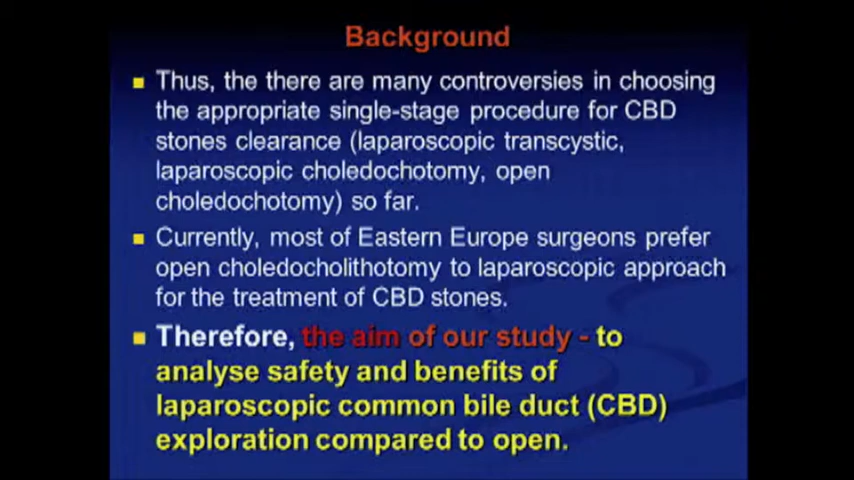 Background
Thus, the there are many controversies in choosing
the appropriate single-stage procedure for CBD
stones clearance (laparoscopic transcystic,
laparoscopic choledochotomy, open
choledochotomy) so far.
Currently, most of Eastern Europe surgeons prefer
open choledocholithotomy to laparoscopic approach
for the treatment of CBD stones.
Therefore, the aim of our study - to
analyse safety and benefits of
laparoscopic common bile duct (CBD)
exploration compared to open.